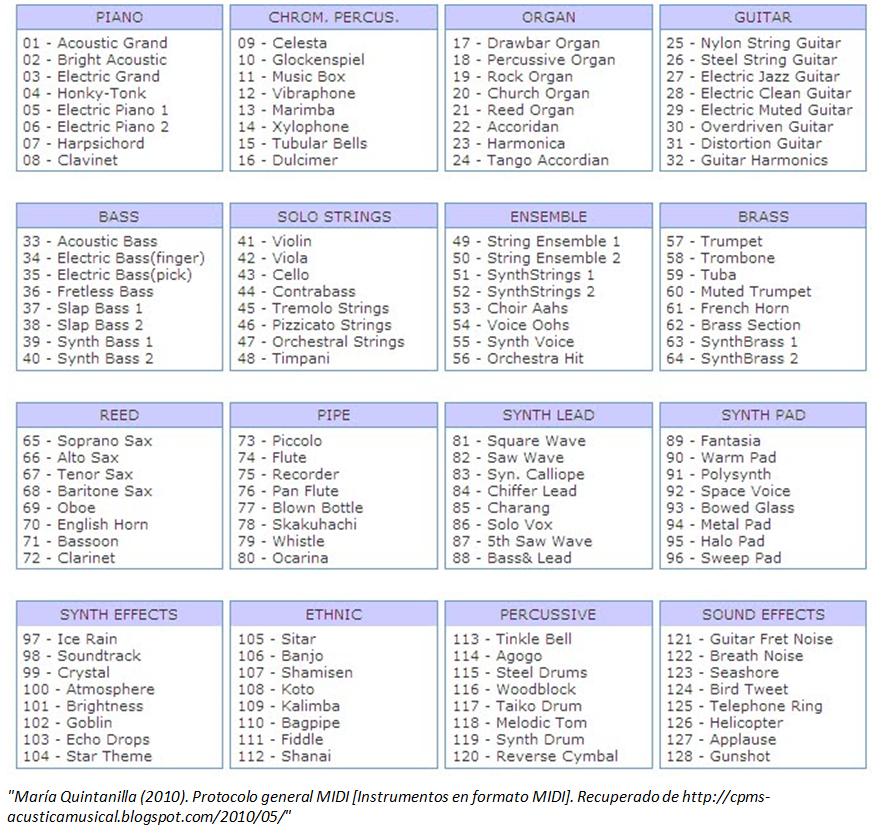 PIANO
01 - Acoustic Grand
02 - Bright Acoustic
03 - Electric Grand
04 - Honky-Tonk
05 - Electric Piano 1
06 - Electric Piano 2
07 - Harpsichord
08 - Clavinet
CHROM. PERCUS.
09 - Celesta
10 - Glockenspiel
11 - Music Box
12 - Vibraphone
13 - Marimba
14 - Xylophone
15 - Tubular Bells
16 - Dulcimer
ORGAN
17 - Drawbar Organ
18 - Percussive Organ
19 - Rock Organ
20 - Church Organ
21 - Reed Organ
22 - Accoridan
23 - Harmonica
24 - Tango Accordian
GUITAR
25 - Nylon String Guitar
26 - Steel String Guitar
27 - Electric Jazz Guitar
28 - Electric Clean Guitar
29 - Electric Muted Guitar
30 - Overdriven Guitar
31 - Distortion Guitar
32 - Guitar Harmonics
BASS
33 - Acoustic Bass
34 - Electric Bass(finger)
35 - Electric Bass(pick)
36 - Fretless Bass
37 - Slap Bass 1
38 - Slap Bass 2
39 - Synth Bass 1
40 - Synth Bass 2
SOLO STRINGS
41 - Violin
42 - Viola
43 - Cello
44 - Contrabass
45 - Tremolo Strings
46 - Pizzicato Strings
47 - Orchestral Strings
48 - Timpani
ENSEMBLE
49 - String Ensemble 1
50 - String Ensemble 2
51 - SynthStrings 1
52 - SynthStrings 2
53 - Choir Aahs
54 - Voice Oohs
55 - Synth Voice
56 - Orchestra Hit
BRASS
57 - Trumpet
58 - Trombone
59 - Tuba
60 - Muted Trumpet
61 - French Horn
62 - Brass Section
63 - SynthBrass 1
64 - SynthBrass 2
REED
65 - Soprano Sax
66 - Alto Sax
67 - Tenor Sax
68 - Baritone Sax
69 - Oboe
70 - English Horn
71 - Bassoon
72 - Clarinet
PIPE
73 - Piccolo
74 - Flute
75 - Recorder
76 - Pan Flute
77 - Blown Bottle
78 - Skakuhachi
79 - Whistle
80 - Ocarina
SYNTH LEAD
81 - Square Wave
82 - Saw Wave
83 - Syn. Calliope
84 - Chiffer Lead
85 - Charang
86 - Solo Vox
87 - 5th Saw Wave
88 - Bass& Lead
SYNTH PAD
89 - Fantasia
90 - Warm Pad
91 - Polysynth
92 - Space Voice
93 - Bowed Glass
94 - Metal Pad
95 - Halo Pad
96 - Sweep Pad
SYNTH EFFECTS
97 - Ice Rain
98 - Soundtrack
99 - Crystal
100 - Atmosphere
101 - Brightness
102 - Goblin
103 - Echo Drops
104 - Star Theme
ETHNIC
105 - Sitar
106 - Banjo
107 - Shamisen
108 - Koto
109 - Kalimba
110 - Bagpipe
111 - Fiddle
112 - Shanai
PERCUSSIVE
113 - Tinkle Bell
114 - Agogo
115 - Steel Drums
116 - Woodblock
117 - Taiko Drum
118 - Melodic Tom
119 - Synth Drum
120 - Reverse Cymbal
SOUND EFFECTS
121 - Guitar Fret Noise
122 - Breath Noise
123 - Seashore
124 - Bird Tweet
125 - Telephone Ring
126 - Helicopter
127 - Applause
128 - Gunshot
"María Quintanilla (2010). Protocolo general MIDI [Instrumentos en formato MIDI]. Recuperado de http://cpms-
acusticamusical.blogspot.com/2010/05/"